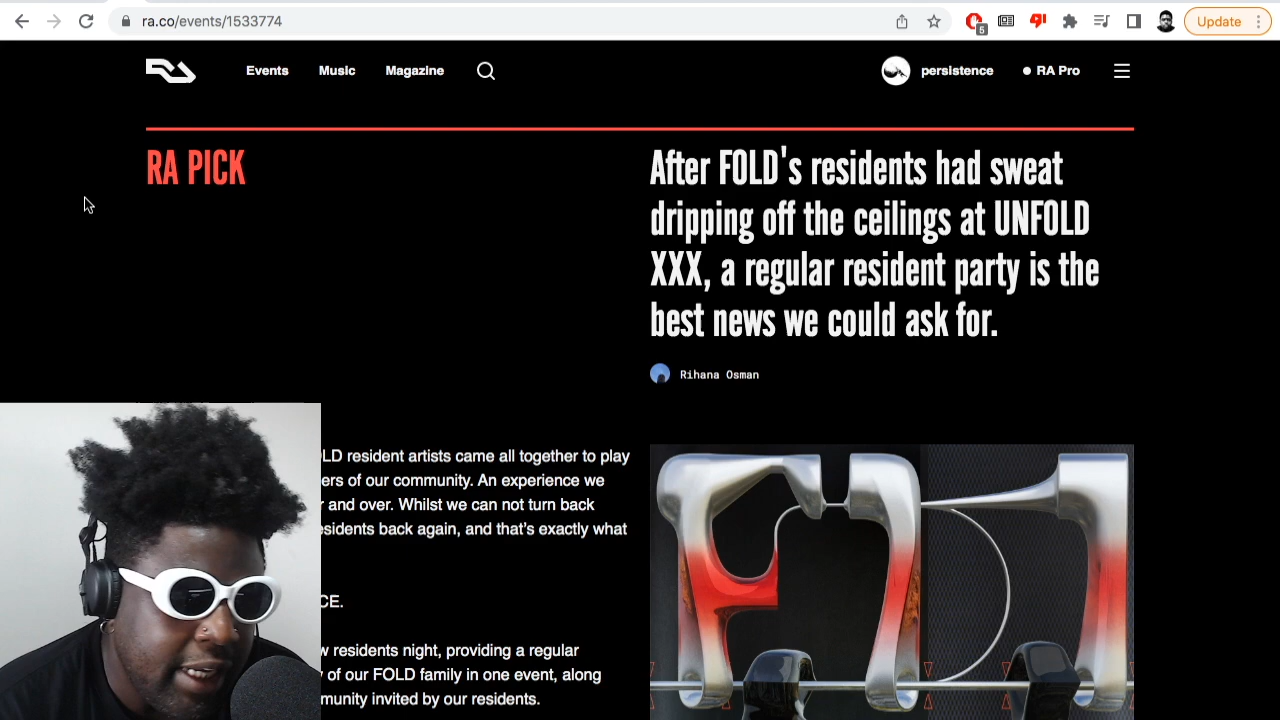 ra.co/events/1533774
5
Update
Events
Music
Magazine
persistence
RA Pro
RA PICK
After FOLD's residents had sweat
dripping off the ceilings at UNFOLD
XXX, a regular resident party is the
best news we could ask for.
Rihana Osman
LD resident artists came all together to play
ers of our community. An experience we
r and over. Whilst we can not turn back
sidents back again, and that's exactly what
CE.
w residents night, providing a regular
of our FOLD family in one event, along
munity invited by our residents.